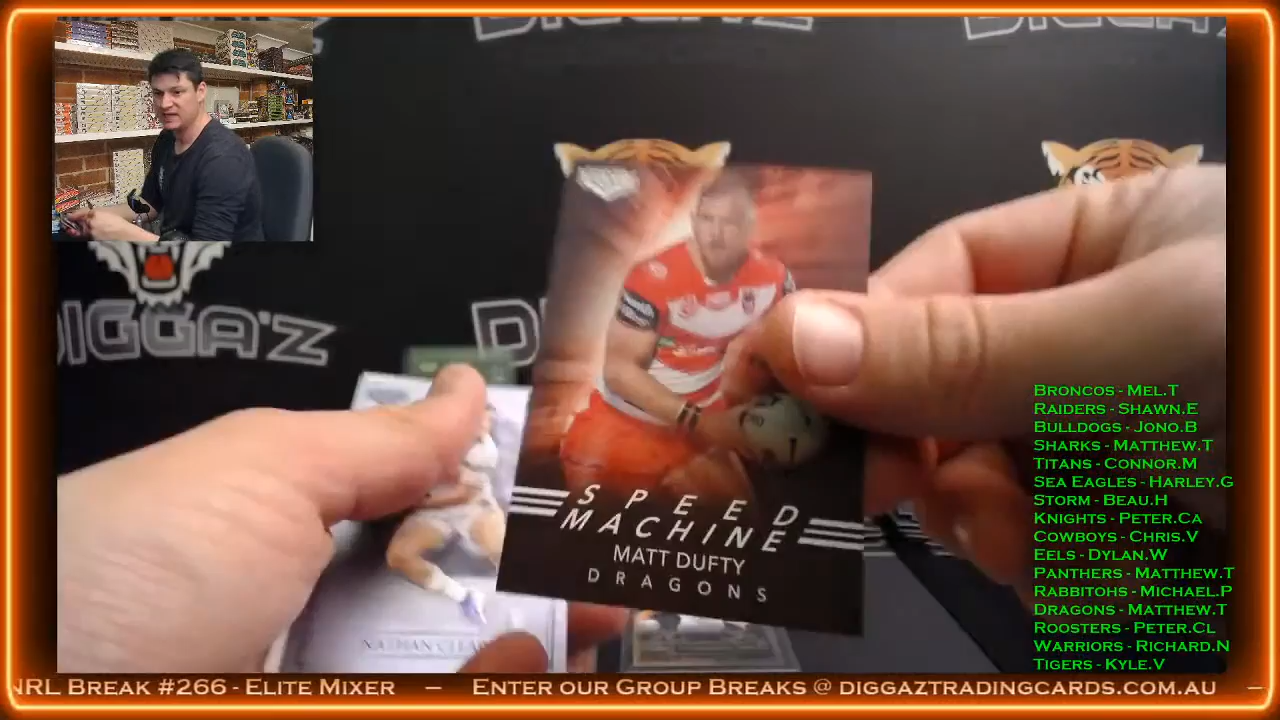 DIGGA'Z
SPEED
MACHINE
MATT DUFTY
DRAGONS
BRONCOS - MEL.T
RAIDERS - SHAWN.E
BULLDOGS - JONO.B
SHARKS - MATTHEW.T
TITANS - CONNOR.M
SEA EAGLES - HARLEY.G
STORM - BEAU.H
KNIGHTS - PETER.CA
COWBOYS - CHRIS.V
EELS - DYLAN.W
PANTHERS - MATTHEW.T
RABBITOHS - MICHAEL.P
DRAGONS - MATTHEW.T
ROOSTERS - PETER.CL
WARRIORS - RICHARD.N
TIGERS - KYLE.V
NRL BREAK #266 - ELITE MIXER — ENTER OUR GROUP BREAKS @ DIGGAZTRADINGCARDS.COM.AU —